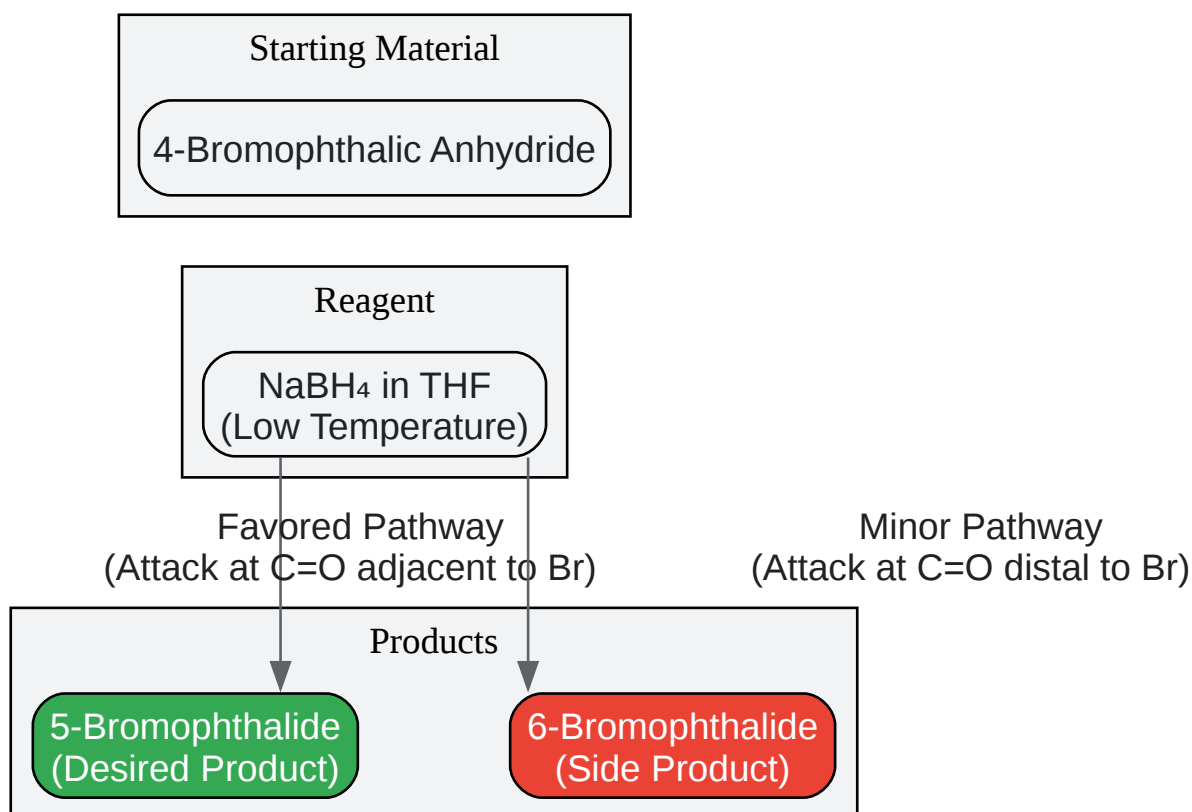 Starting Material
4-Bromophthalic Anhydride
Reagent
NaBH₄ in THF
(Low Temperature)
Favored Pathway
(Attack at C=O adjacent to Br)
Minor Pathway
(Attack at C=O distal to Br)
Products
5-Bromophthalide
(Desired Product)
6-Bromophthalide
(Side Product)